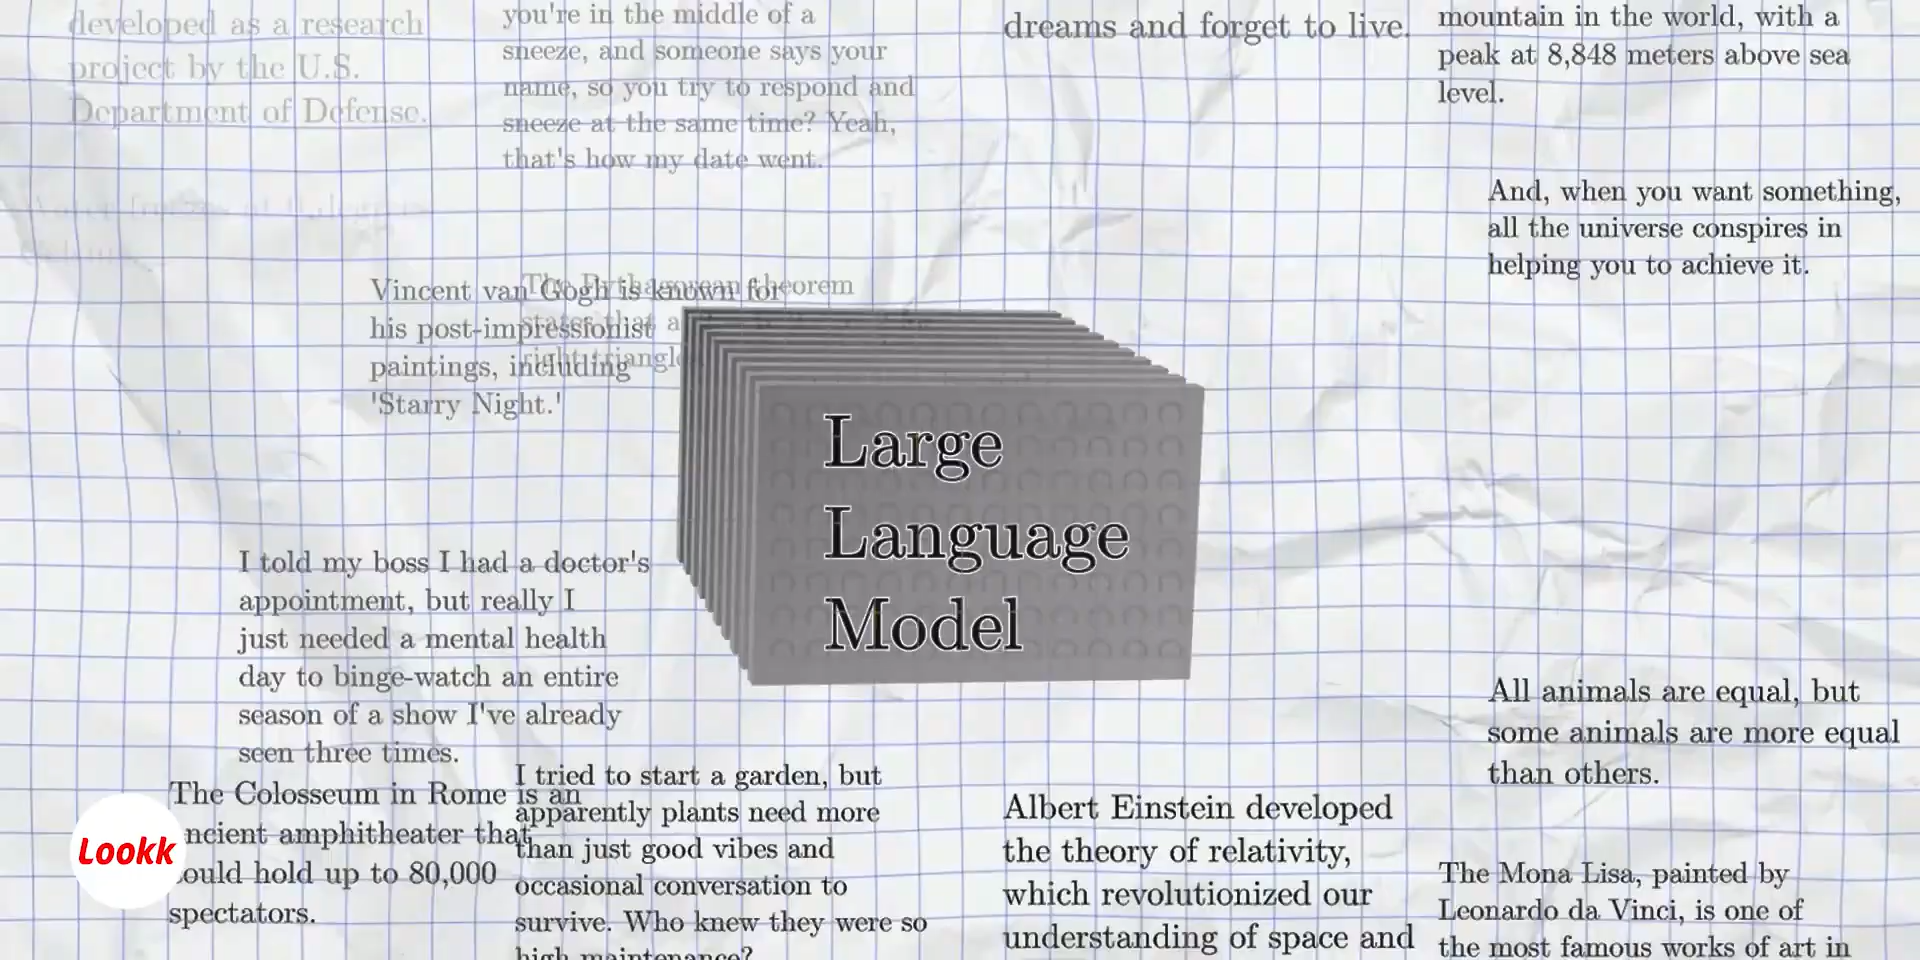 developed as a research
project by the U.S.
Department of Defense.
you're in the middle of a
sneeze, and someone says your
name, so you try to respond and
sneeze at the same time? Yeah,
that's how my date went.
dreams and forget to live.
mountain in the world, with a
peak at 8,848 meters above sea
level.
And, when you want something,
all the universe conspires in
helping you to achieve it.
Vincent van Gogh is known for
his post-impressionist
paintings, including
'Starry Night.'
The Pythagorean theorem
states that a
right triangle
Large
Language
Model
I told my boss I had a doctor's
appointment, but really I
just needed a mental health
day to binge-watch an entire
season of a show I've already
seen three times.
All animals are equal, but
some animals are more equal
than others.
The Colosseum in Rome is an
ncient amphitheater that
ould hold up to 80,000
spectators.
Lookk
I tried to start a garden, but
apparently plants need more
than just good vibes and
occasional conversation to
survive. Who knew they were so
high maintenance?
Albert Einstein developed
the theory of relativity,
which revolutionized our
understanding of space and
The Mona Lisa, painted by
Leonardo da Vinci, is one of
the most famous works of art in